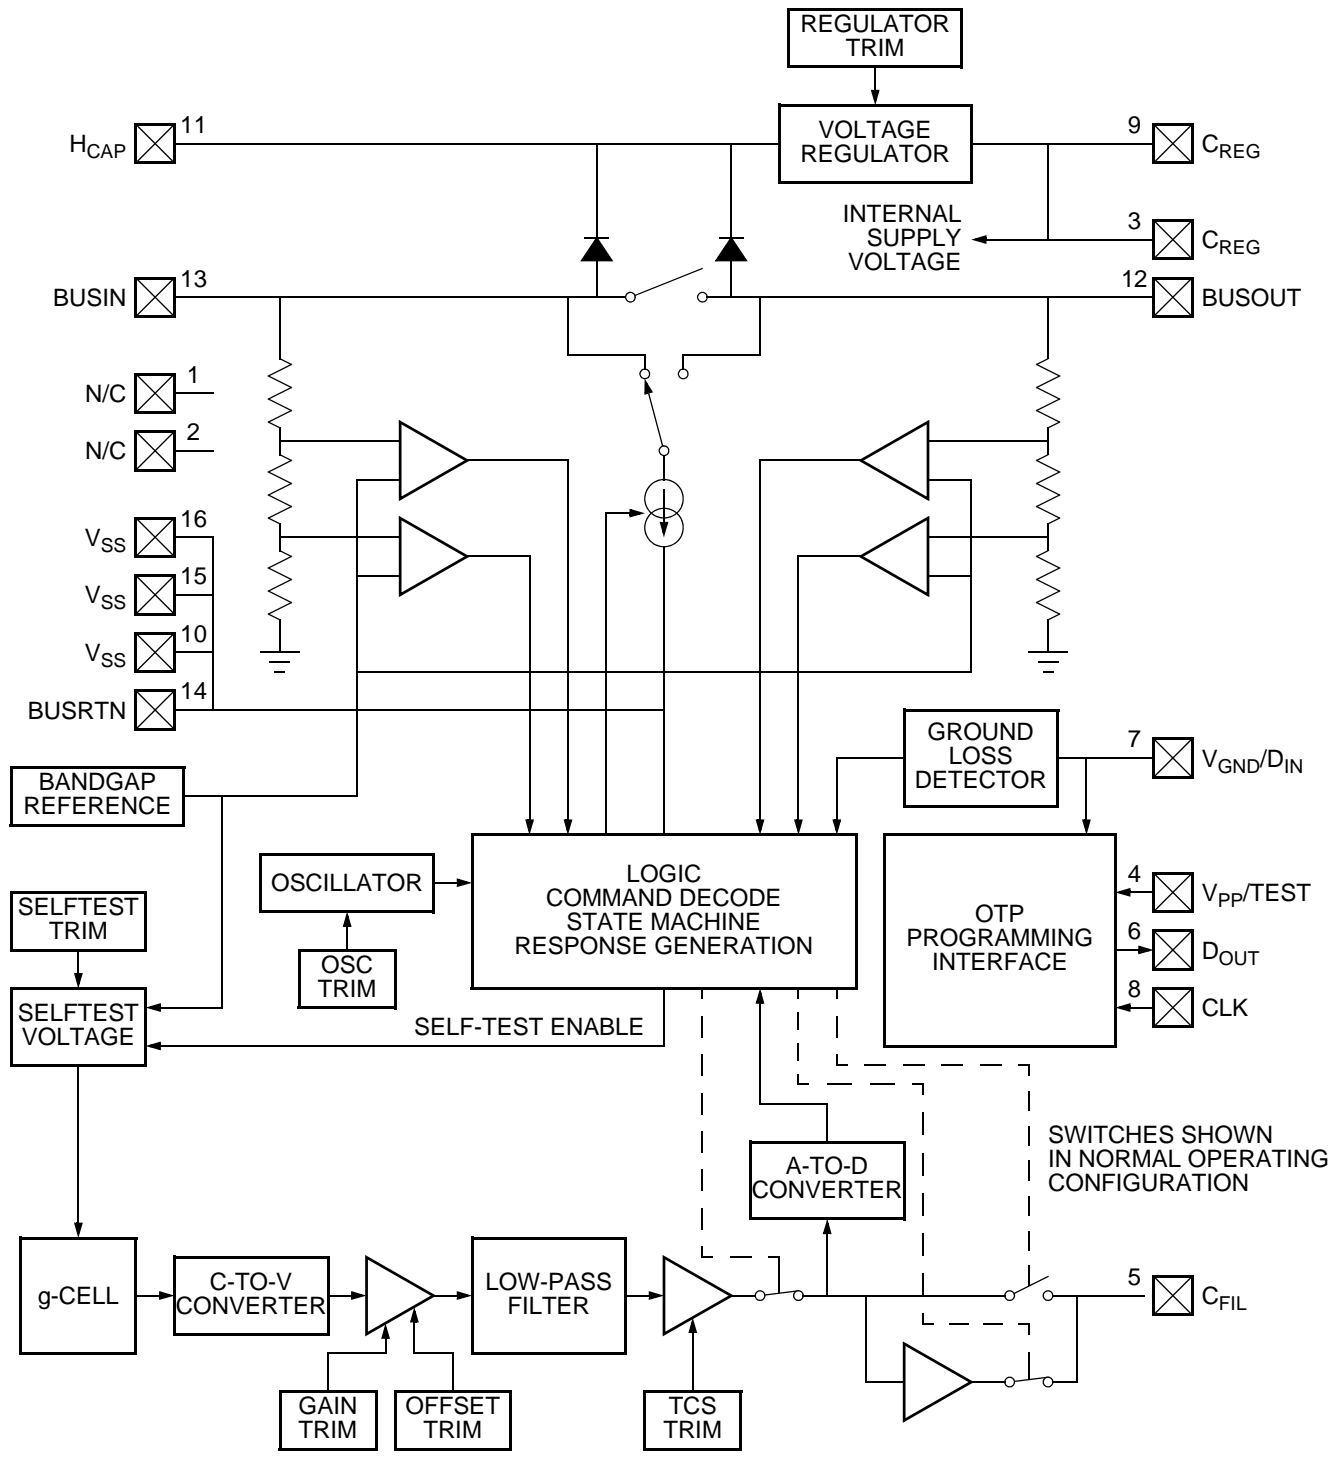 REGULATOR
TRIM
11
HCAP
VOLTAGE
REGULATOR
9
CREG
INTERNAL
SUPPLY
VOLTAGE
3
CREG
13
BUSIN
12
BUSOUT
1
N/C
2
N/C
16
VSS
15
VSS
10
VSS
14
BUSRTN
GROUND
LOSS
DETECTOR
7
VGND/DIN
BANDGAP
REFERENCE
OSCILLATOR
LOGIC
COMMAND DECODE
STATE MACHINE
RESPONSE GENERATION
OTP
PROGRAMMING
INTERFACE
4
VPP/TEST
6
DOUT
8
CLK
SELFTEST
TRIM
OSC
TRIM
SELFTEST
VOLTAGE
SELF-TEST ENABLE
SWITCHES SHOWN
IN NORMAL OPERATING
CONFIGURATION
A-TO-D
CONVERTER
g-CELL
C-TO-V
CONVERTER
LOW-PASS
FILTER
5
CFIL
GAIN
TRIM
OFFSET
TRIM
TCS
TRIM